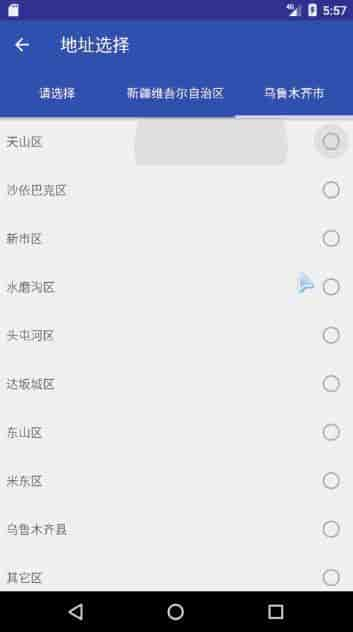 4G 5:57
地址选择
请选择 新疆维吾尔自治区 乌鲁木齐市
天山区
沙依巴克区
新市区
水磨沟区
头屯河区
达坂城区
东山区
米东区
乌鲁木齐县
其它区